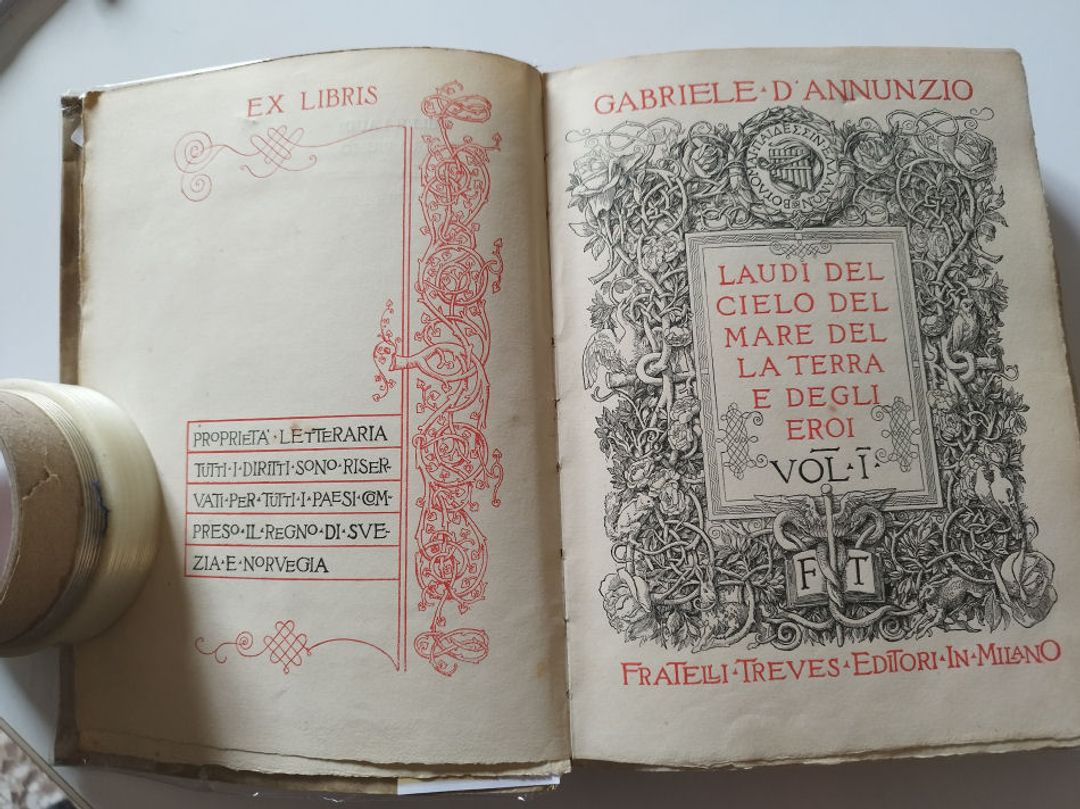 EX LIBRIS
PROPRIETA'·LETTERARIA
TUTTI·I·DIRITTI·SONO·RISER-
VATI·PER·TUTTI·I·PAESI·COM-
PRESO·IL·REGNO·DI·SVE-
ZIA·E·NORVEGIA
GABRIELE·D'ANNUNZIO
LAUDI DEL
CIELO DEL
MARE DEL
LA TERRA
E DEGLI
EROI
VOL·I·
F T
FRATELLI·TREVES·EDITORI·IN·MILANO